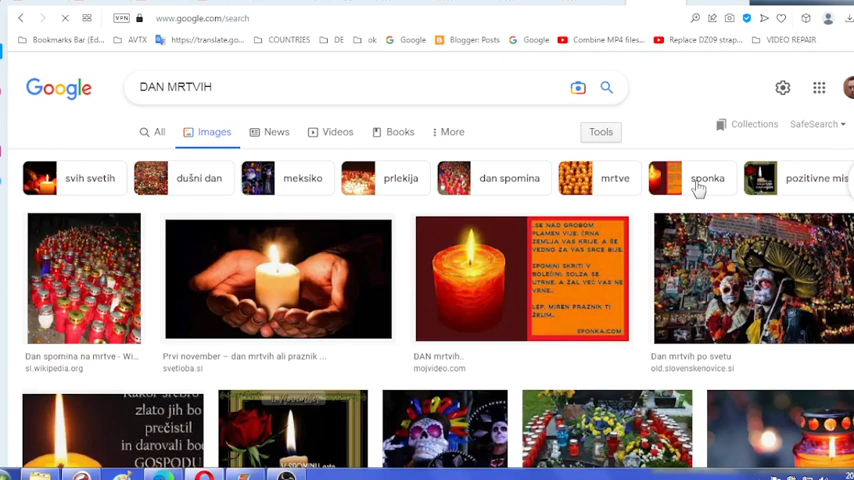 VPN www.google.com/search
Bookmarks Bar (Ed... AVTX https://translate.go... COUNTRIES DE ok Google Blogger: Posts Google Combine MP4 files... Replace DZ09 strap... VIDEO REPAIR
Google DAN MRTVIH
All Images News Videos Books More Tools
Collections SafeSearch
svih svetih dušni dan meksiko prlekija dan spomina mrtve sponka pozitivne mis
..SE NAD GROBOM
PLAMEN VIJE, ČRNA
ZEMLJA VAS KRIJE, A ŠE
VEDNO ZA VAS SRCE BIJE.
SPOMINI SKRITI V
BOLEČINI, SOLZA SE
UTRNE, A ŽAL VEČ VAS NE
VRNE..
LEP, MIREN PRAZNIK TI
ŽELIM..
SPONKA.COM
Dan spomina na mrtve - Wi... Prvi november – dan mrtvih ali praznik ... DAN mrtvih.. Dan mrtvih po svetu
sl.wikipedia.org svetloba.si mojvideo.com old.slovenskenovice.si
Kakor srebro
zlato jih bo
prečistil
in darovali bo
GOSPODU
V SPOMIN
20